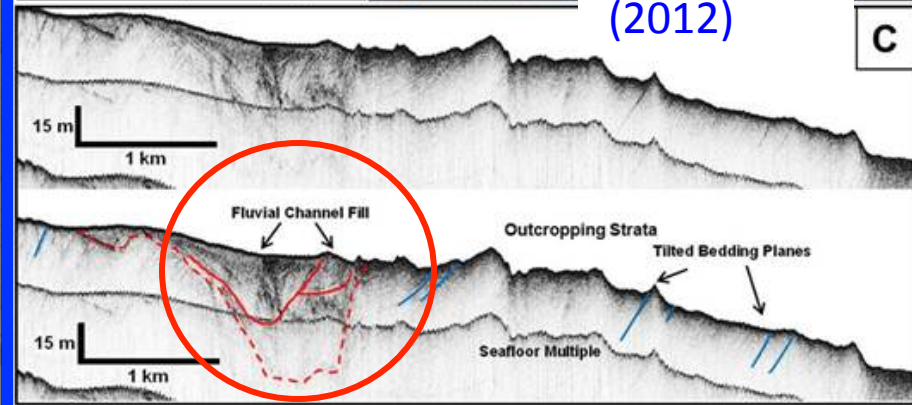 (2012)
C
15 m
1 km
Fluvial Channel Fill
Outcropping Strata
Tilted Bedding Planes
Seafloor Multiple
15 m
1 km